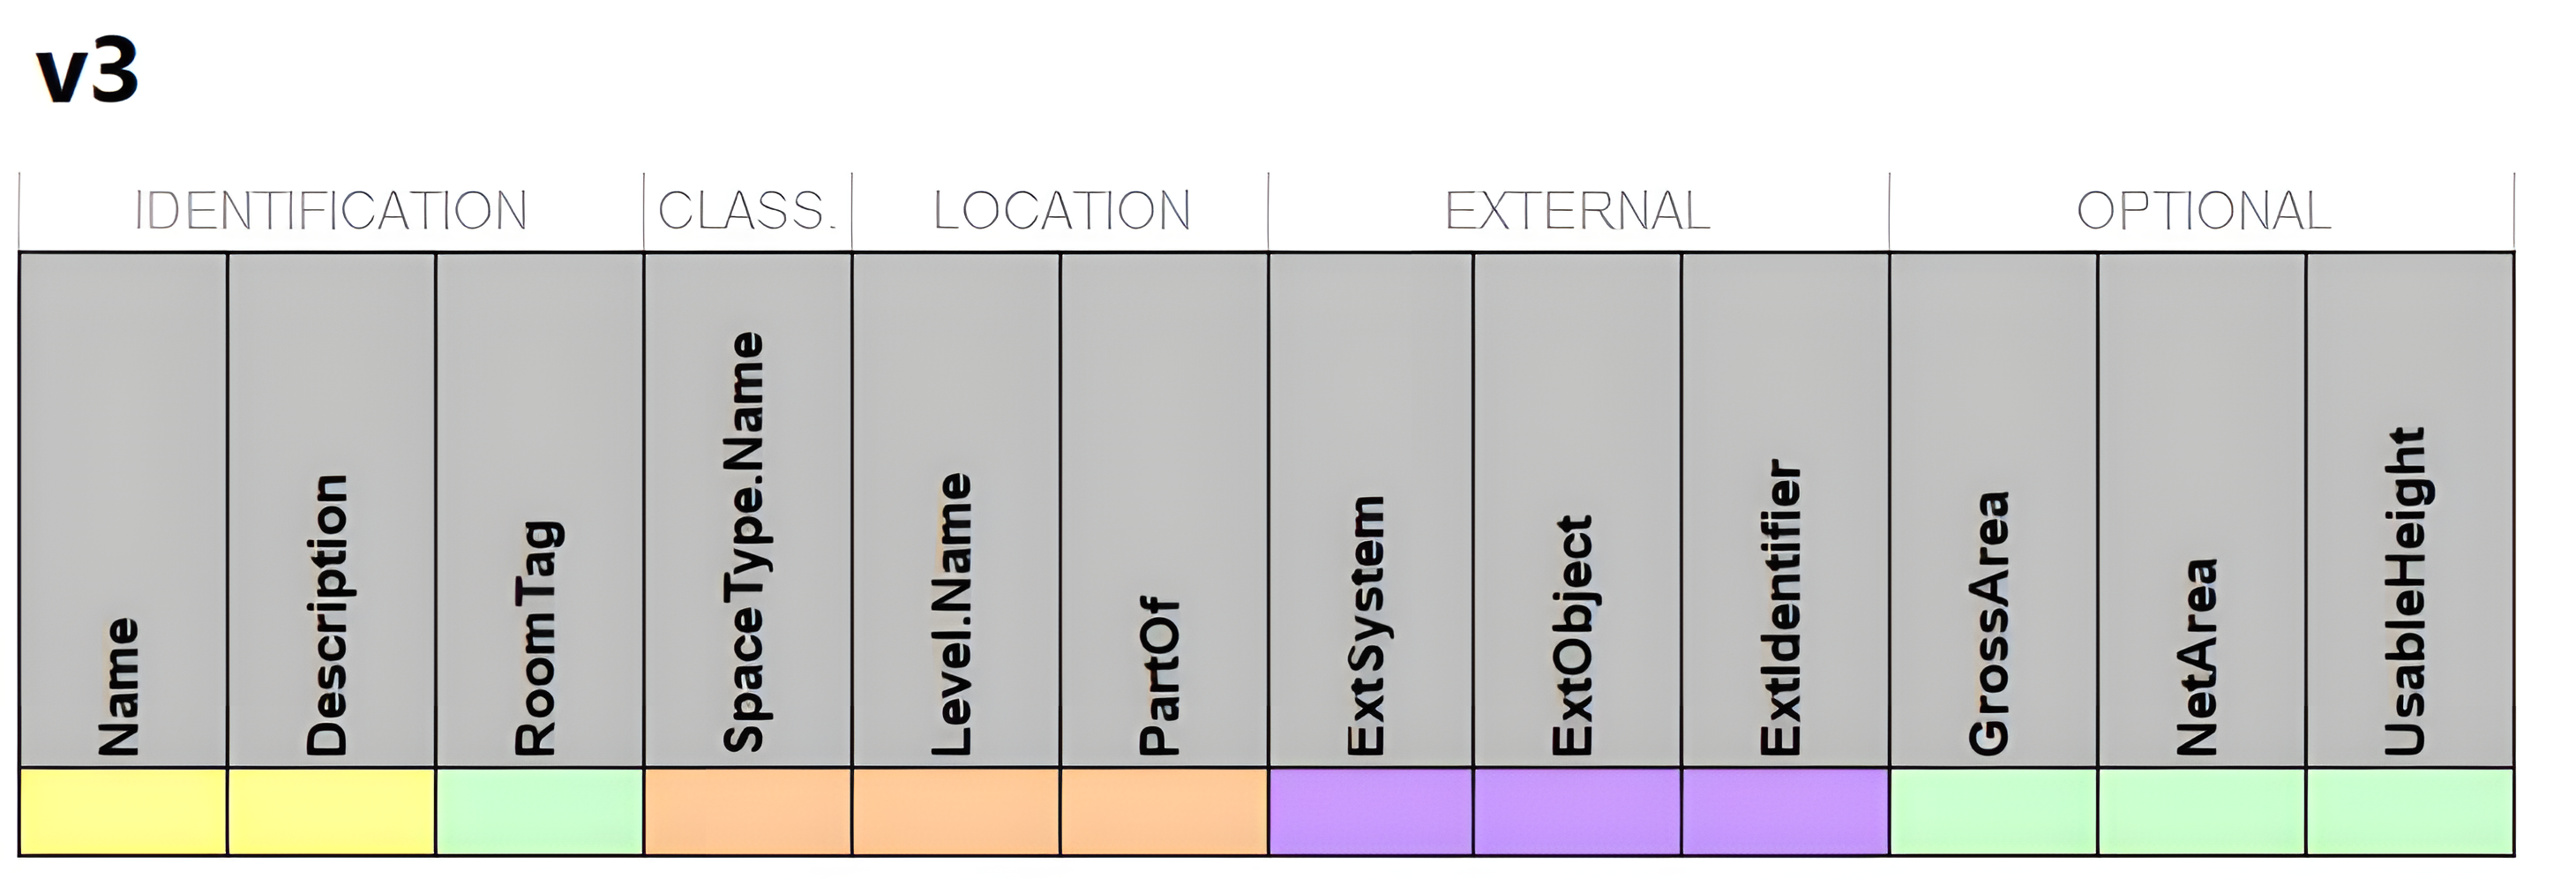 v3
IDENTIFICATION
CLASS.
LOCATION
EXTERNAL
OPTIONAL
Name
Description
RoomTag
SpaceType.Name
Level.Name
PartOf
ExtSystem
ExtObject
ExtIdentifier
GrossArea
NetArea
UsableHeight